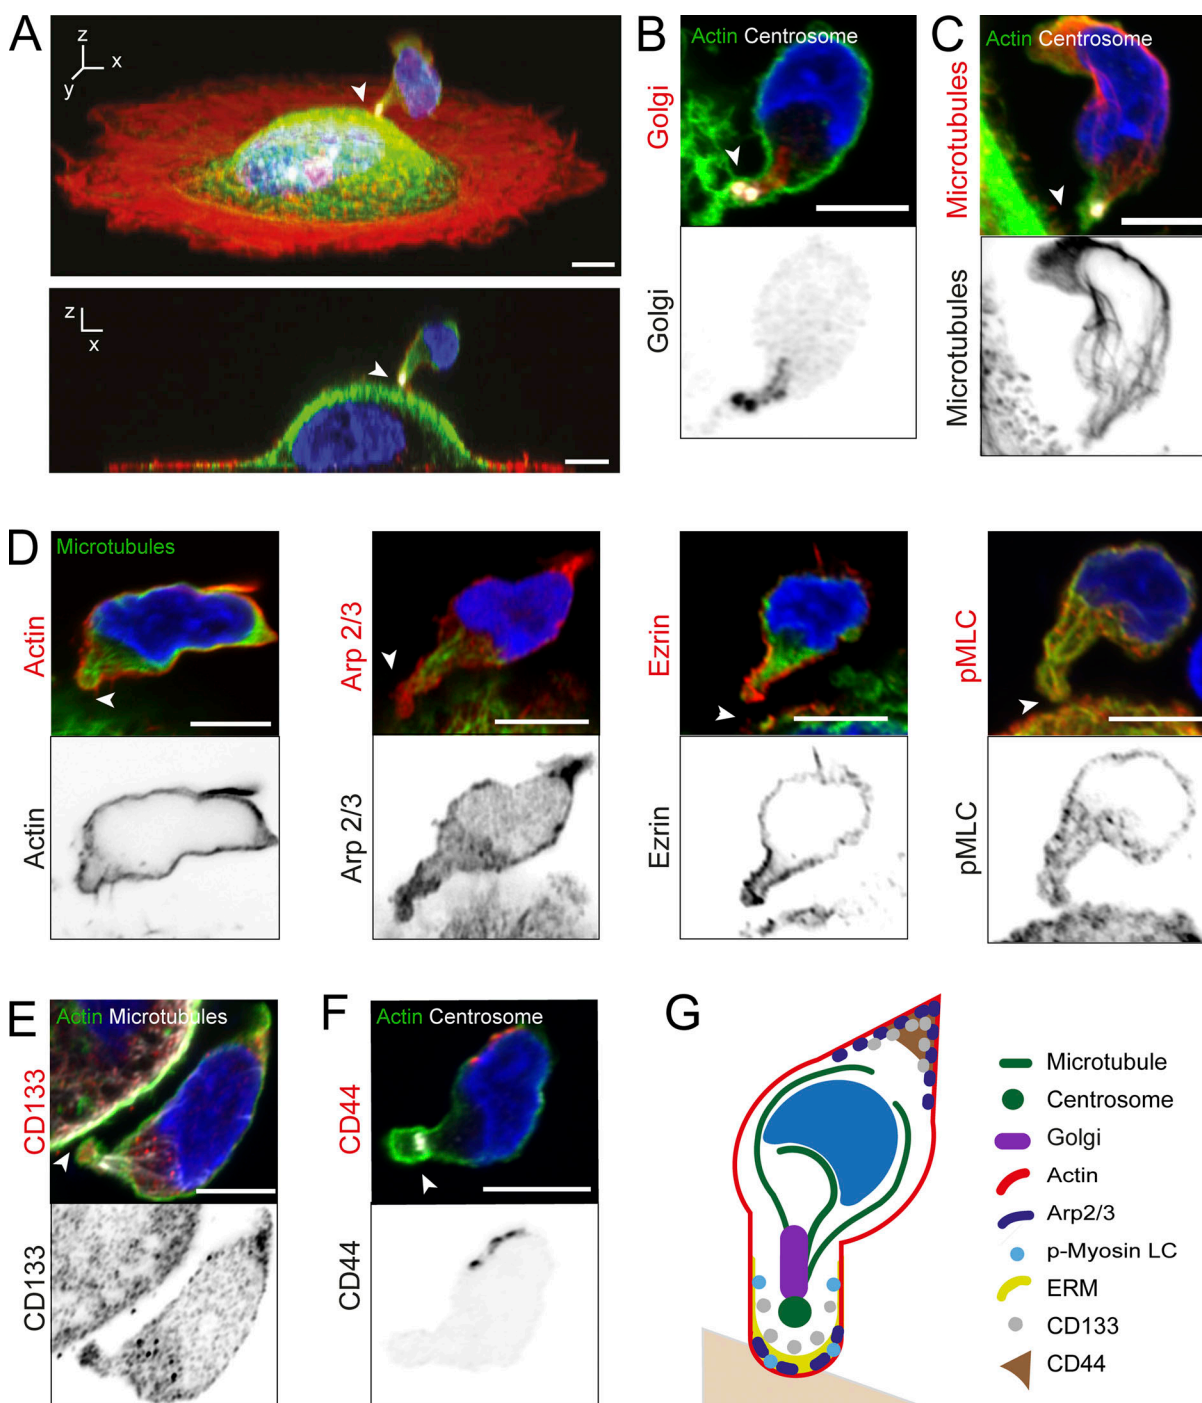 A
z
x
y
z
x
B
Actin Centrosome
Golgi
Golgi
C
Actin Centrosome
Microtubules
Microtubules
D
Microtubules
Actin
Actin
Arp 2/3
Arp 2/3
Ezrin
Ezrin
pMLC
pMLC
E
Actin Microtubules
CD133
CD133
F
Actin Centrosome
CD44
CD44
G
Microtubule
Centrosome
Golgi
Actin
Arp2/3
p-Myosin LC
ERM
CD133
CD44